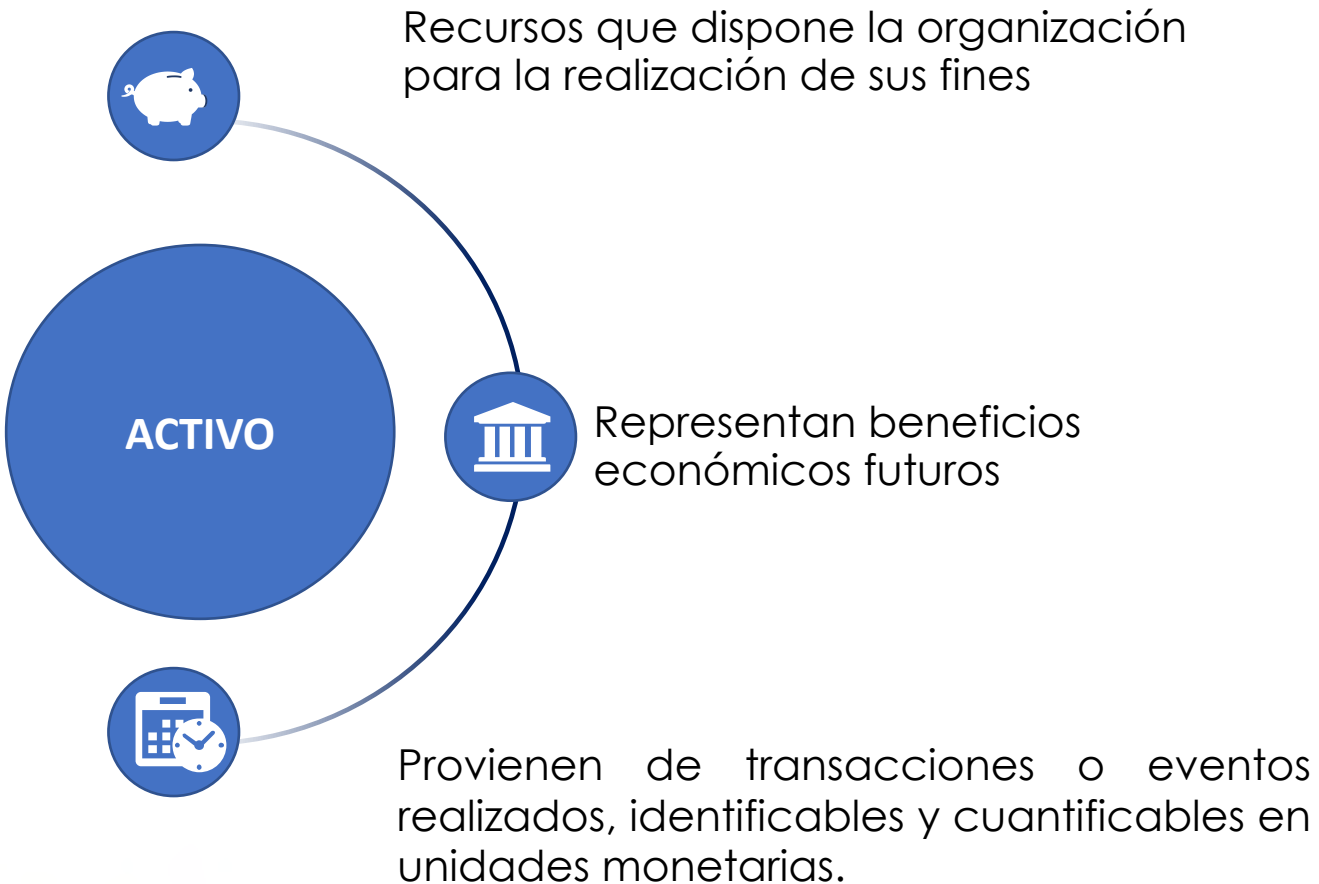 Recursos que dispone la organización
para la realización de sus fines
ACTIVO
Representan beneficios
económicos futuros
Provienen de transacciones o eventos
realizados, identificables y cuantificables en
unidades monetarias.